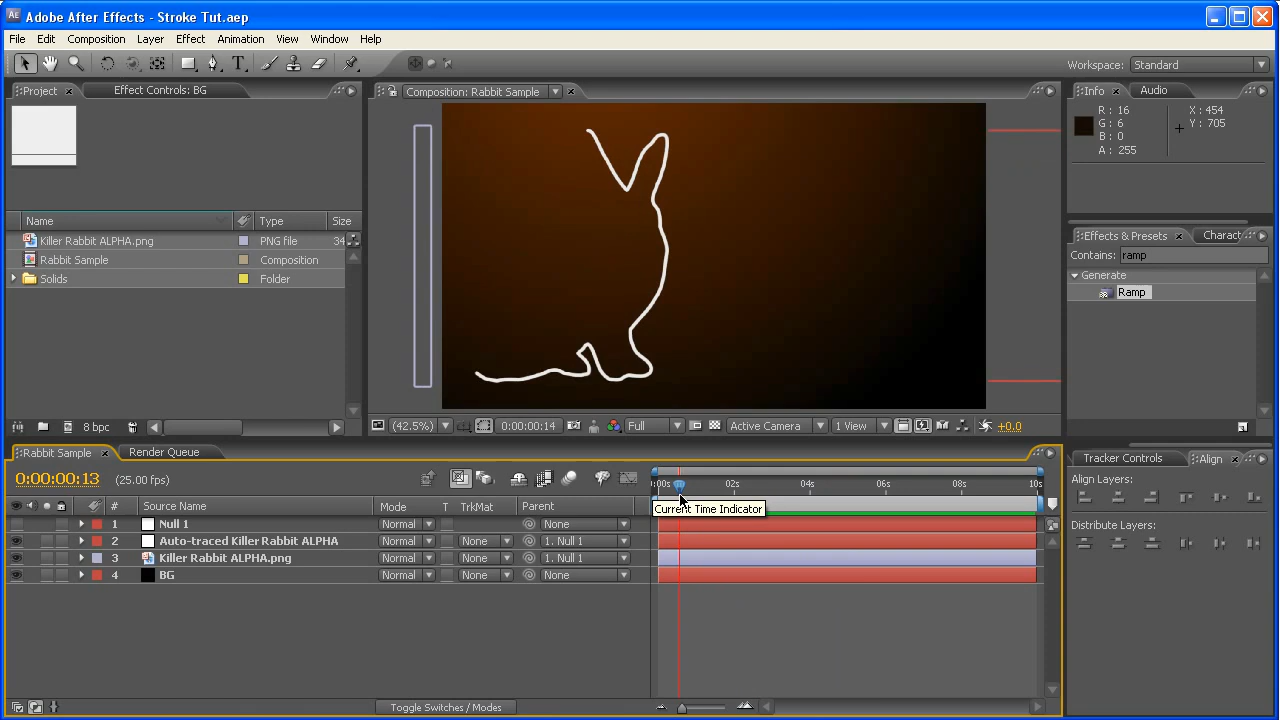 Adobe After Effects - Stroke Tut.aep
File Edit Composition Layer Effect Animation View Window Help
Workspace: Standard
Project Effect Controls: BG
Composition: Rabbit Sample
Info Audio
R : 16
G : 6
B : 0
A : 255
X : 454
Y : 705
Name Type Size
Killer Rabbit ALPHA.png PNG file 34
Rabbit Sample Composition
Solids Folder
Effects & Presets Charact
Contains: ramp
Generate
Ramp
8 bpc
(42.5%) 0:00:00:14 Full Active Camera 1 View +0.0
Rabbit Sample Render Queue
Tracker Controls Align
0:00:00:13 (25.00 fps)
:00s 02s 04s 06s 08s 10s
Align Layers:
# Source Name Mode T TrkMat Parent
Current Time Indicator
1 Null 1 Normal None
2 Auto-traced Killer Rabbit ALPHA Normal None 1. Null 1
3 Killer Rabbit ALPHA.png Normal None 1. Null 1
4 BG Normal None None
Distribute Layers:
Toggle Switches / Modes